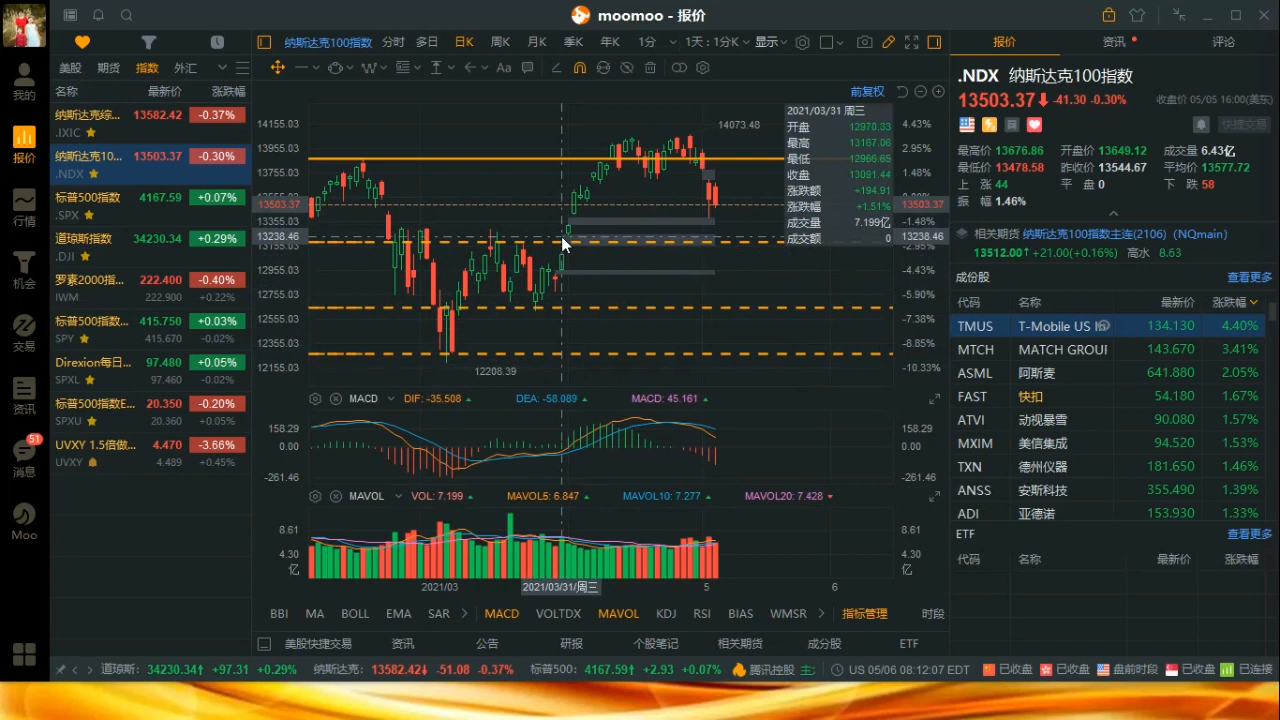 moomoo - 报价
我的
报价
行情
机会
交易
资讯
51
消息
Moo
美股 期货 指数 外汇
名称 最新价 涨跌幅
纳斯达克综... 13582.42 -0.37%
.IXIC
纳斯达克10... 13503.37 -0.30%
.NDX
标普500指数 4167.59 +0.07%
.SPX
道琼斯指数 34230.34 +0.29%
.DJI
罗素2000指... 222.400 -0.40%
IWM 222.900 +0.22%
标普500指数... 415.750 +0.03%
SPY 415.670 -0.02%
Direxion每日... 97.480 +0.05%
SPXL 97.460 -0.02%
标普500指数E... 20.350 -0.20%
SPXU 20.360 +0.05%
UVXY 1.5倍做... 4.470 -3.66%
UVXY 4.489 +0.45%
纳斯达克100指数 分时 多日 日K 周K 月K 季K 年K 1分 1天：1分K 显示
Aa
前复权
14155.03 4.43%
13955.03 2.95%
13755.03 1.48%
13503.37 13503.37
13355.03 -1.48%
13238.46 13238.46
12955.03 -4.43%
12755.03 -5.90%
12555.03 -7.38%
12355.03 -8.85%
12155.03 -10.33%
14073.48
12208.39
2021/03/31 周三
开盘 12970.33
最高 13167.06
最低 12966.65
收盘 13091.44
涨跌额 +194.91
涨跌幅 +1.51%
成交量 7.199亿
成交额 0
MACD DIF: -35.508 DEA: -58.089 MACD: 45.161
158.29 158.29
0.00 0.00
-261.46 -261.46
MAVOL VOL: 7.199 MAVOL5: 6.847 MAVOL10: 7.277 MAVOL20: 7.428
8.61 8.61
4.30 4.30
亿 亿
2021/03 2021/03/31/周三 5 6
BBI MA BOLL EMA SAR MACD VOLTDX MAVOL KDJ RSI BIAS WMSR 指标管理 时段
美股快捷交易 资讯 公告 研报 个股笔记 相关期货 成分股 ETF
报价 资讯 评论
.NDX 纳斯达克100指数
13503.37 -41.30 -0.30% 收盘价 05/05 16:00(美东)
快捷交易
最高价 13676.86 开盘价 13649.12 成交量 6.43亿
最低价 13478.58 昨收价 13544.67 平均价 13577.72
上 涨 44 平 盘 0 下 跌 58
振 幅 1.46%
相关期货 纳斯达克100指数主连(2106)（NQmain）
13512.00↑ +21.00(+0.16%) 高水 8.63
成份股 查看更多
代码 名称 最新价 涨跌幅
TMUS T-Mobile US 134.130 4.40%
MTCH MATCH GROUI 143.670 3.41%
ASML 阿斯麦 641.880 2.05%
FAST 快扣 54.180 1.67%
ATVI 动视暴雪 90.080 1.57%
MXIM 美信集成 94.520 1.53%
TXN 德州仪器 181.650 1.46%
ANSS 安斯科技 355.490 1.39%
ADI 亚德诺 153.930 1.33%
ETF 查看更多
代码 名称 最新价 涨跌幅
道琼斯: 34230.34↑ +97.31 +0.29% 纳斯达克: 13582.42↓ -51.08 -0.37% 标普500: 4167.59↑ +2.93 +0.07% 腾讯控股 主: US 05/06 08:12:07 EDT 已收盘 已收盘 盘前时段 已收盘 已连接